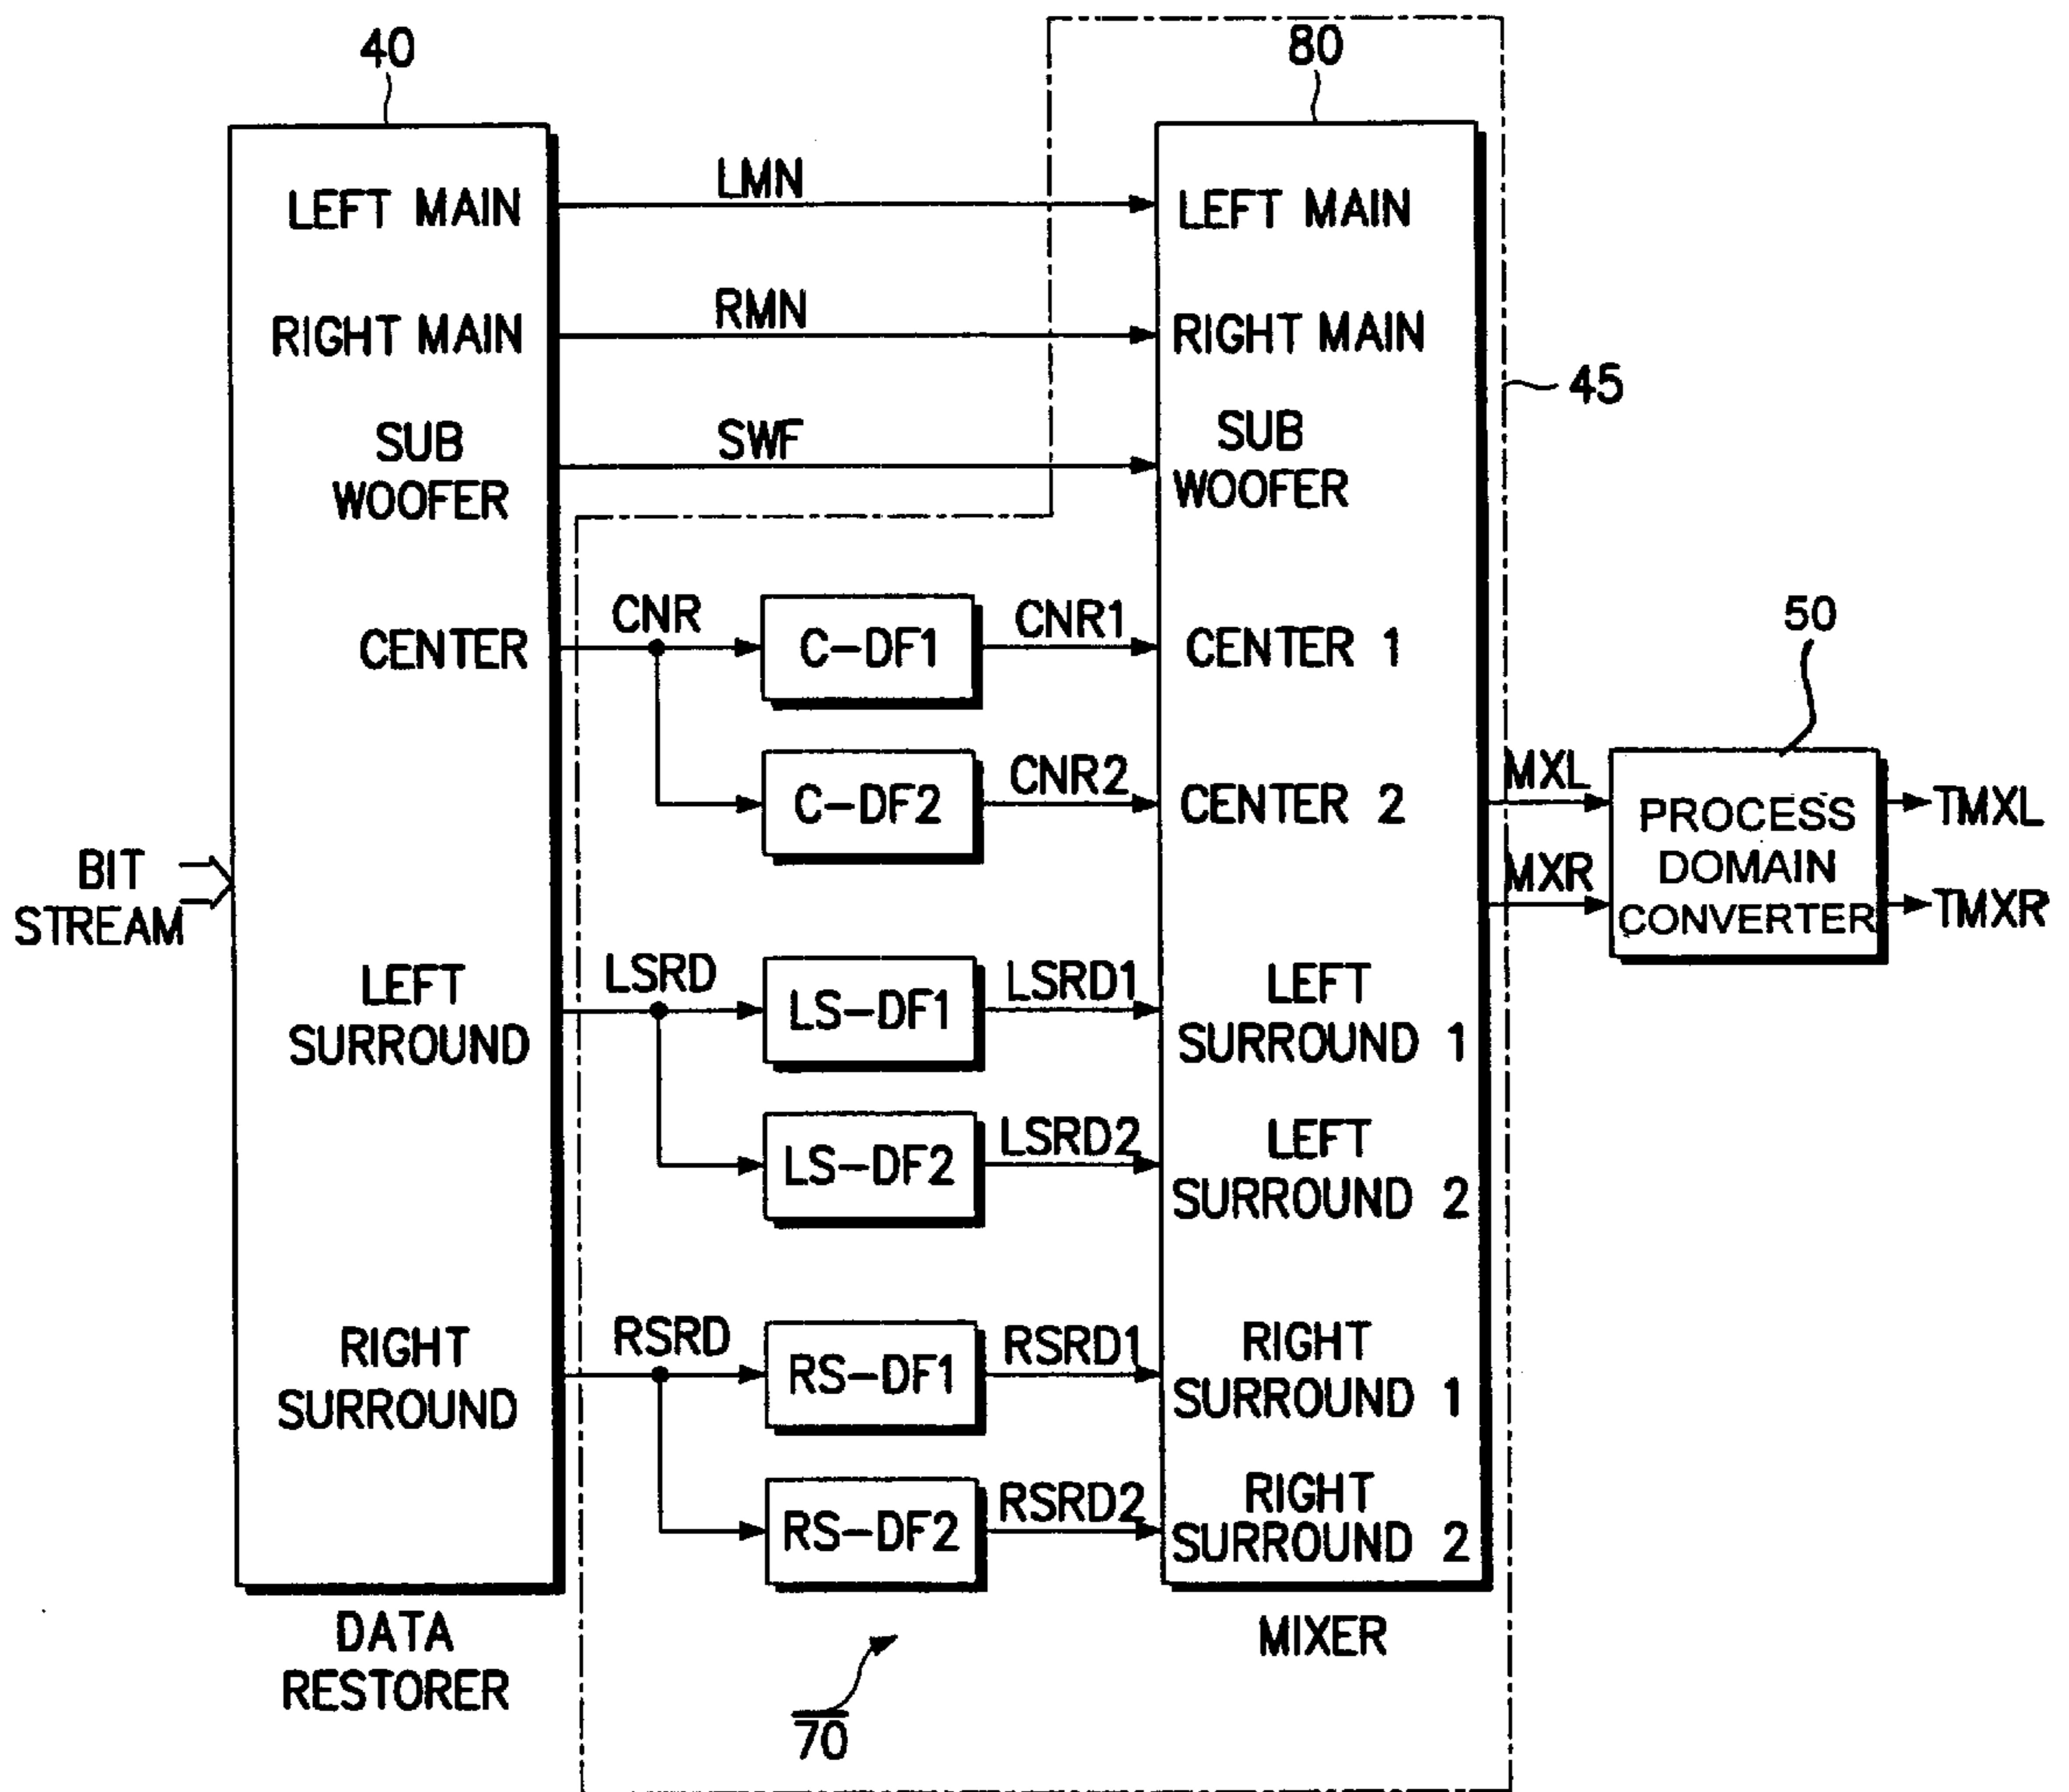 40
80
LEFT MAIN
LMN
LEFT MAIN
RIGHT MAIN
RMN
RIGHT MAIN
45
SUB
WOOFER
SWF
SUB
WOOFER
CENTER
CNR
C-DF1
CNR1
CENTER 1
C-DF2
CNR2
CENTER 2
50
MXL
MXR
PROCESS
DOMAIN
CONVERTER
TMXL
TMXR
BIT
STREAM
LEFT
SURROUND
LSRD
LS-DF1
LSRD1
LEFT
SURROUND 1
LS-DF2
LSRD2
LEFT
SURROUND 2
RIGHT
SURROUND
RSRD
RS-DF1
RSRD1
RIGHT
SURROUND 1
RS-DF2
RSRD2
RIGHT
SURROUND 2
DATA
RESTORER
70
MIXER